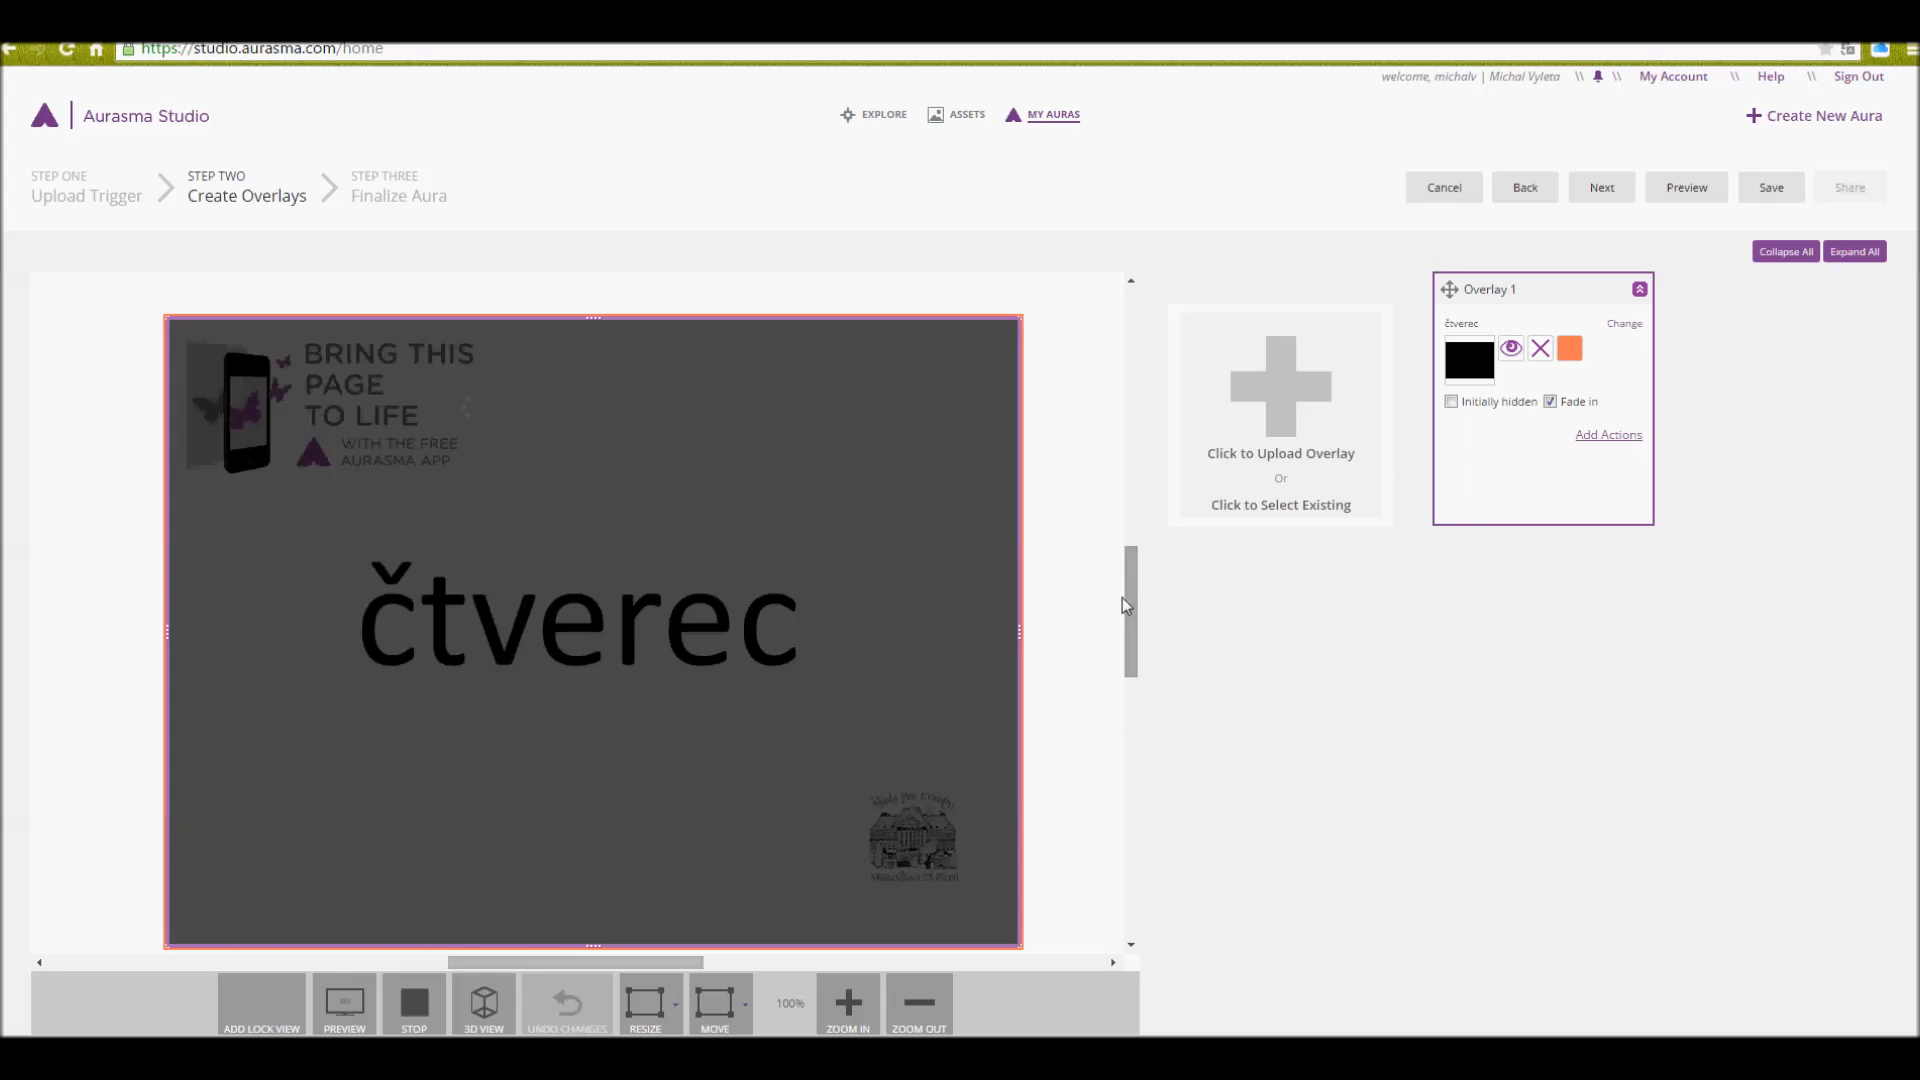 https://studio.aurasma.com/home
welcome, michalv | Michal Vyleta \\ \\ My Account \\ Help \\ Sign Out
Aurasma Studio
EXPLORE ASSETS MY AURAS
Create New Aura
STEP ONE
Upload Trigger
STEP TWO
Create Overlays
STEP THREE
Finalize Aura
Cancel Back Next Preview Save Share
Collapse All Expand All
BRING THIS
PAGE
TO LIFE
WITH THE FREE
AURASMA APP
čtverec
Škola pro Evropu
Click to Upload Overlay
Or
Click to Select Existing
Overlay 1
čtverec Change
Initially hidden Fade in
Add Actions
ADD LOCK VIEW PREVIEW STOP 3D VIEW UNDO CHANGES RESIZE MOVE 100% ZOOM IN ZOOM OUT